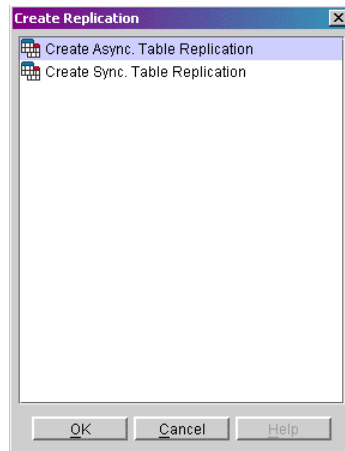 Create Replication
Create Async. Table Replication
Create Sync. Table Replication
OK Cancel Help